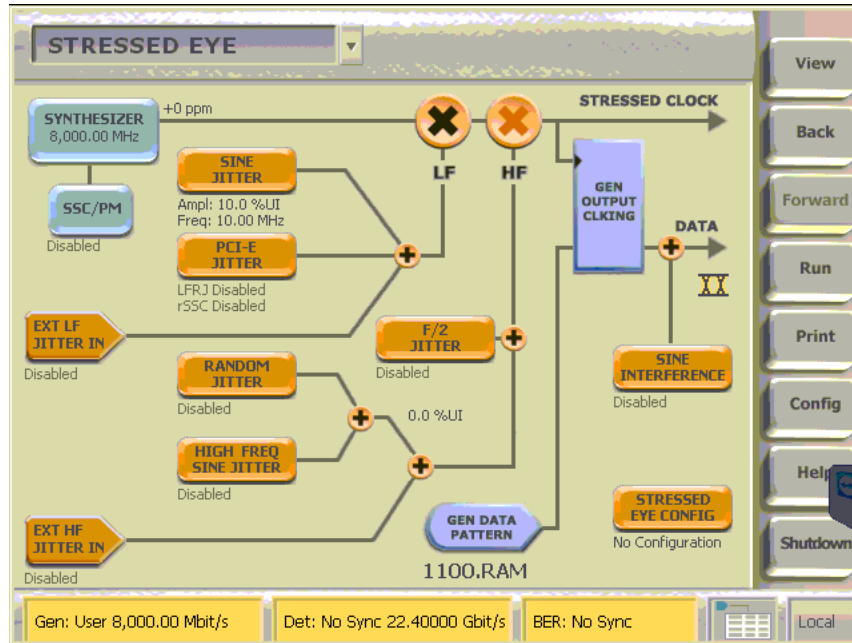 STRESSED EYE
View
Back
Forward
Run
Print
Config
Help
Shutdown
SYNTHESIZER
8,000.00 MHz
+0 ppm
STRESSED CLOCK
SSC/PM
Disabled
SINE
JITTER
Ampl: 10.0 %UI
Freq: 10.00 MHz
LF
HF
GEN
OUTPUT
CLKING
DATA
PCI-E
JITTER
LFRJ Disabled
rSSC Disabled
EXT LF
JITTER IN
Disabled
F/2
JITTER
Disabled
RANDOM
JITTER
Disabled
0.0 %UI
SINE
INTERFERENCE
Disabled
HIGH FREQ
SINE JITTER
Disabled
EXT HF
JITTER IN
Disabled
GEN DATA
PATTERN
1100.RAM
STRESSED
EYE CONFIG
No Configuration
Gen: User 8,000.00 Mbit/s
Det: No Sync 22.40000 Gbit/s
BER: No Sync
Local